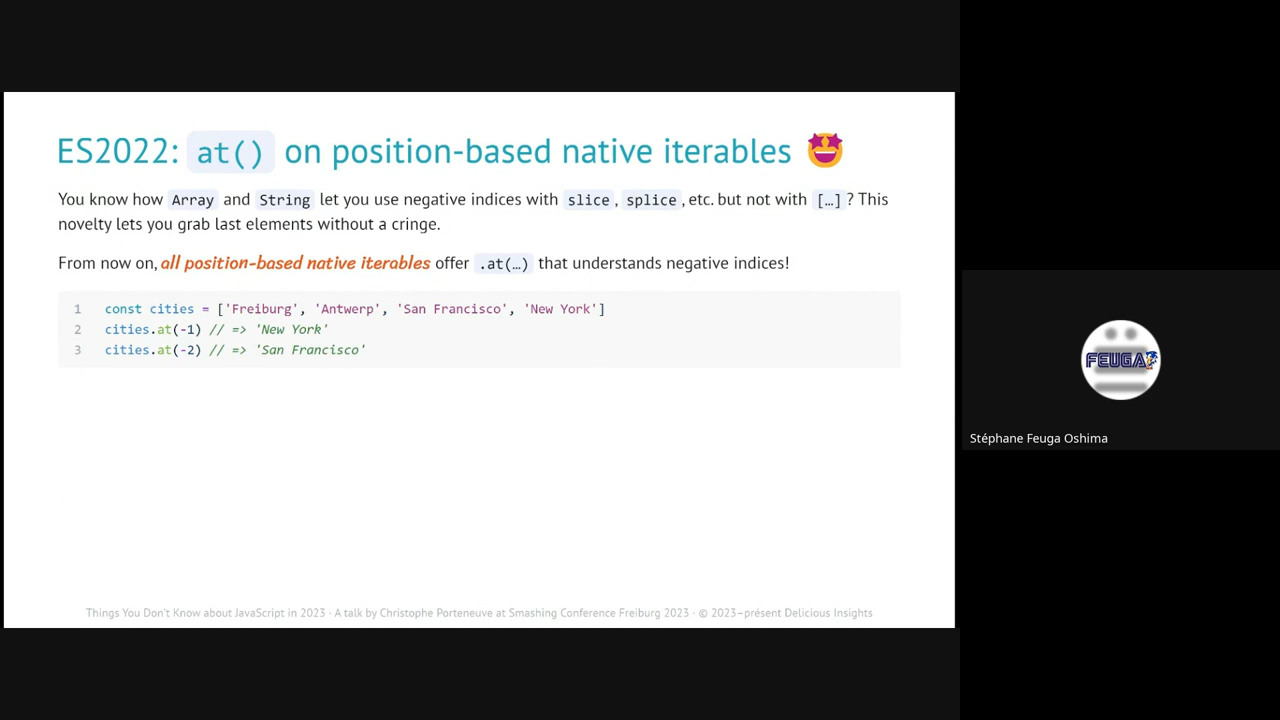 ES2022: at() on position-based native iterables
You know how Array and String let you use negative indices with slice, splice, etc. but not with […]? This
novelty lets you grab last elements without a cringe.
From now on, all position-based native iterables offer .at(…) that understands negative indices!
1 const cities = ['Freiburg', 'Antwerp', 'San Francisco', 'New York']
2 cities.at(-1) // => 'New York'
3 cities.at(-2) // => 'San Francisco'
FEUGA
Stéphane Feuga Oshima
Things You Don't Know about JavaScript in 2023 · A talk by Christophe Porteneuve at Smashing Conference Freiburg 2023 · © 2023–présent Delicious Insights